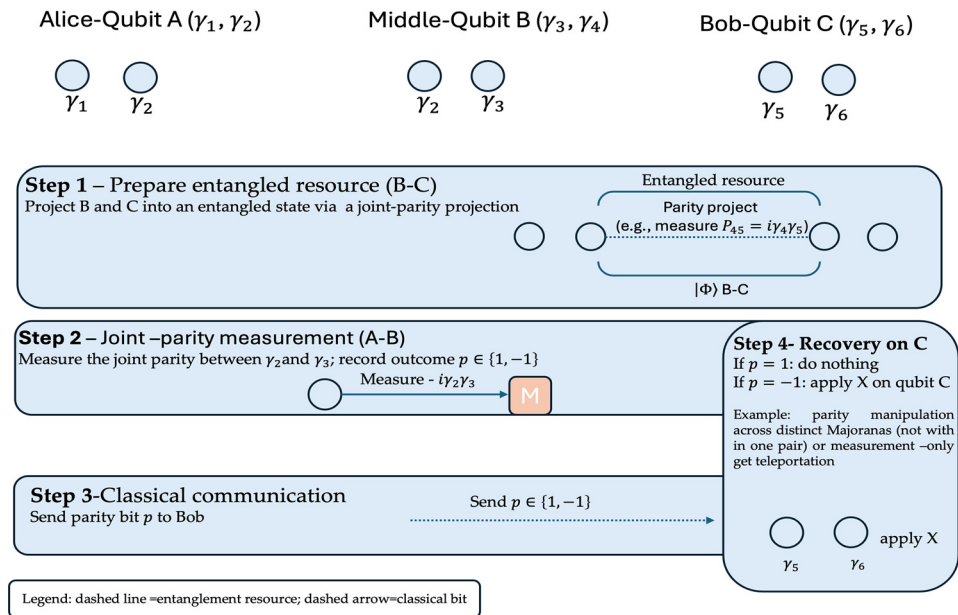 Alice-Qubit A (γ₁, γ₂)
Middle-Qubit B (γ₃, γ₄)
Bob-Qubit C (γ₅, γ₆)
γ₁
γ₂
γ₂
γ₃
γ₅
γ₆
Step 1 – Prepare entangled resource (B-C)
Project B and C into an entangled state via a joint-parity projection
Entangled resource
Parity project
(e.g., measure P₄₅ = iγ₄γ₅)
|Φ⟩ B-C
Step 2 – Joint –parity measurement (A-B)
Measure the joint parity between γ₂and γ₃; record outcome p ∈ {1, −1}
Measure - iγ₂γ₃
M
Step 3-Classical communication
Send parity bit p to Bob
Send p ∈ {1, −1}
Step 4- Recovery on C
If p = 1: do nothing
If p = −1: apply X on qubit C
Example: parity manipulation
across distinct Majoranas (not with
in one pair) or measurement –only
get teleportation
apply X
γ₅
γ₆
Legend: dashed line =entanglement resource; dashed arrow=classical bit